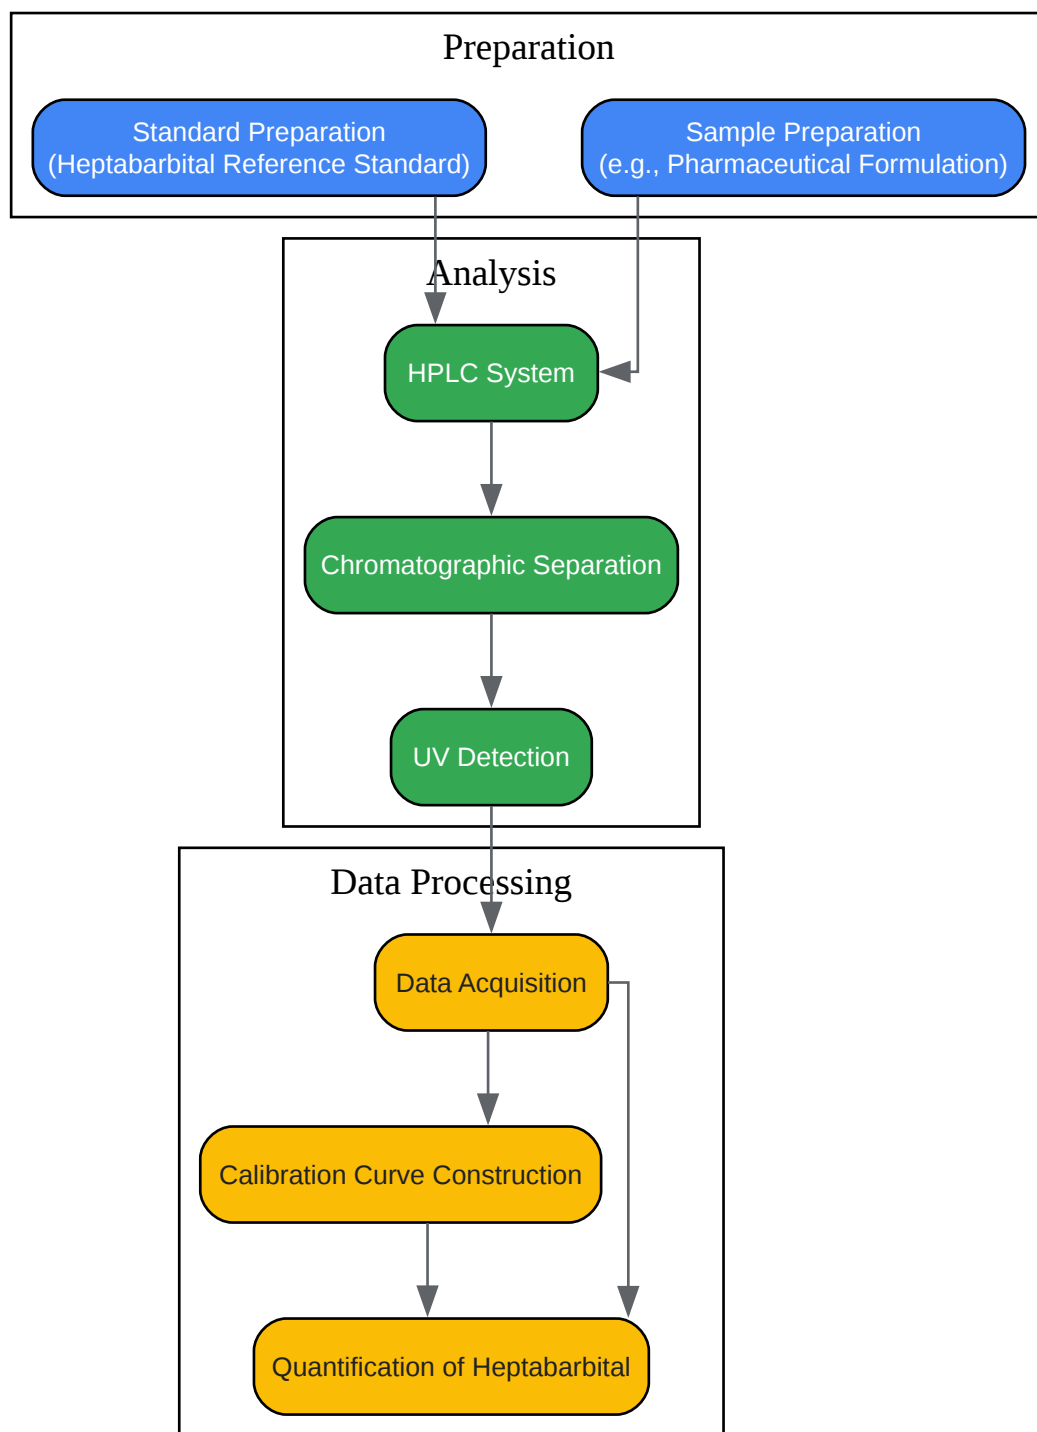 Preparation
Standard Preparation
(Heptabarbital Reference Standard)
Sample Preparation
(e.g., Pharmaceutical Formulation)
Analysis
HPLC System
Chromatographic Separation
UV Detection
Data Processing
Data Acquisition
Calibration Curve Construction
Quantification of Heptabarbital